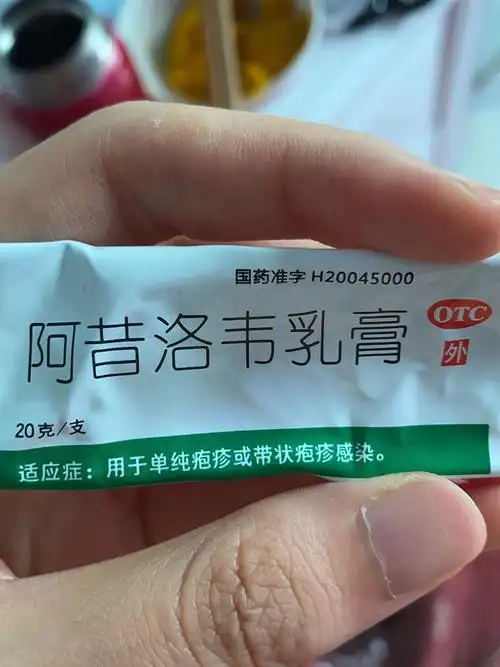 国药准字 H20045000
OTC
阿昔洛韦乳膏
外
20克/支
适应症：用于单纯疱疹或带状疱疹感染。